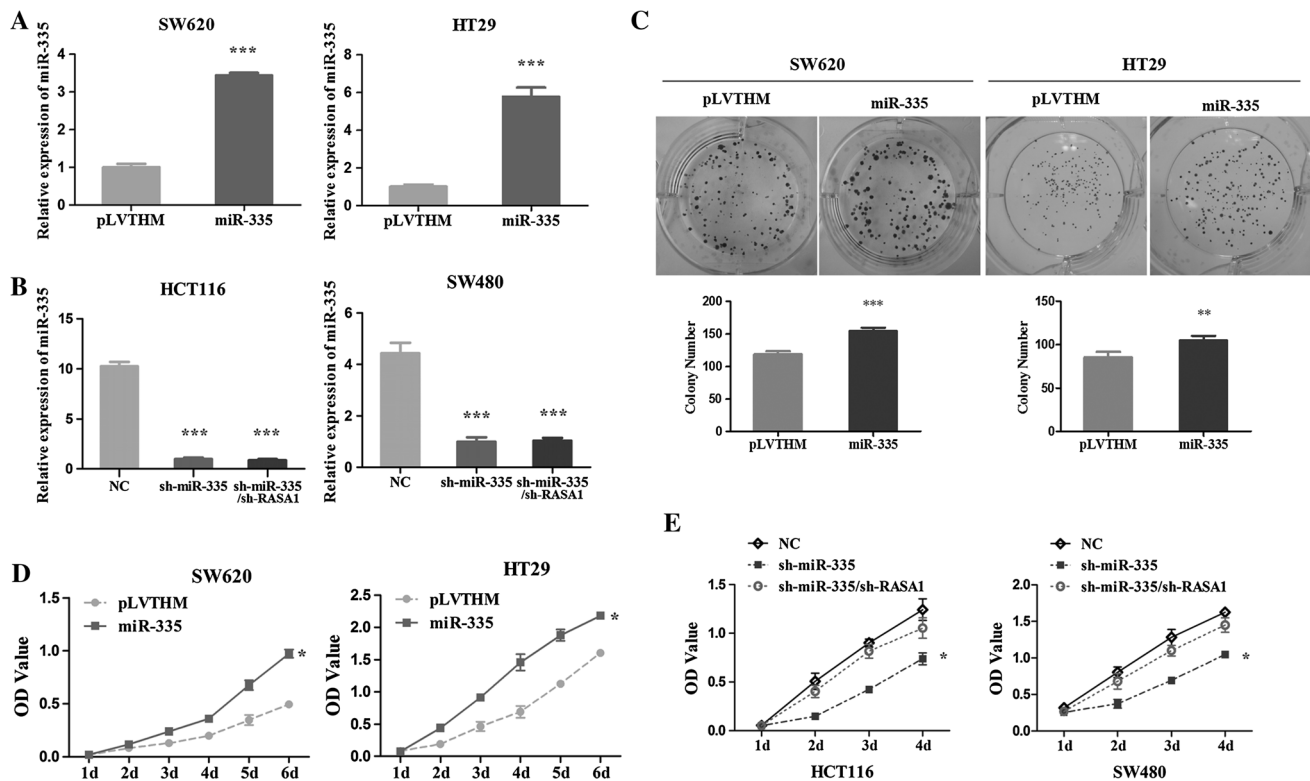 A
SW620
Relative expression of miR-335
4
3
2
1
0
***
pLVTHM
miR-335
HT29
Relative expression of miR-335
8
6
4
2
0
***
pLVTHM
miR-335
B
HCT116
Relative expression of miR-335
15
10
5
0
***
***
NC
sh-miR-335
sh-miR-335
/sh-RASA1
SW480
Relative expression of miR-335
6
4
2
0
***
***
NC
sh-miR-335
sh-miR-335
/sh-RASA1
C
SW620
HT29
pLVTHM
miR-335
pLVTHM
miR-335
Colony Number
200
150
100
50
0
***
pLVTHM
miR-335
Colony Number
150
100
50
0
**
pLVTHM
miR-335
D
SW620
pLVTHM
miR-335
OD Value
1.5
1.0
0.5
0.0
*
1d 2d 3d 4d 5d 6d
HT29
pLVTHM
miR-335
OD Value
2.5
2.0
1.5
1.0
0.5
0.0
*
1d 2d 3d 4d 5d 6d
E
NC
sh-miR-335
sh-miR-335/sh-RASA1
OD Value
1.5
1.0
0.5
0.0
*
1d 2d 3d 4d
HCT116
NC
sh-miR-335
sh-miR-335/sh-RASA1
OD Value
2.0
1.5
1.0
0.5
0.0
*
1d 2d 3d 4d
SW480